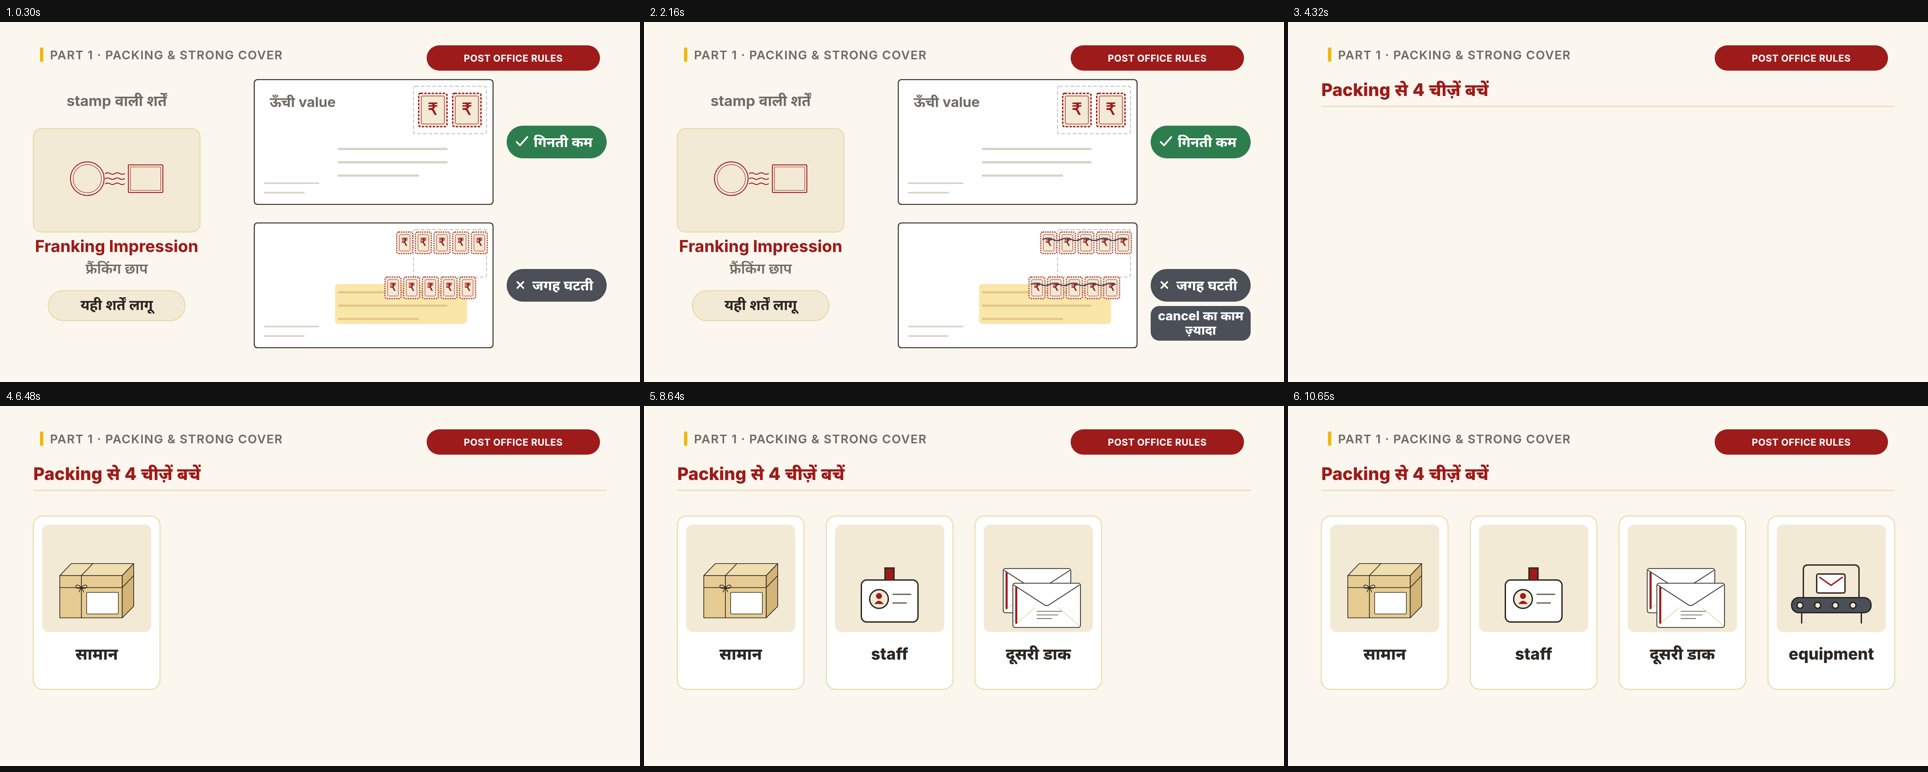 1. 0.30s
PART 1 · PACKING & STRONG COVER
POST OFFICE RULES
stamp वाली शर्तें
ऊँची value
₹ ₹
गिनती कम
Franking Impression
फ्रैंकिंग छाप
यही शर्तें लागू
₹ ₹ ₹ ₹ ₹
₹ ₹ ₹ ₹ ₹
जगह घटती
2. 2.16s
PART 1 · PACKING & STRONG COVER
POST OFFICE RULES
stamp वाली शर्तें
ऊँची value
₹ ₹
गिनती कम
Franking Impression
फ्रैंकिंग छाप
यही शर्तें लागू
₹ ₹ ₹ ₹ ₹
₹ ₹ ₹ ₹ ₹
जगह घटती
cancel का काम
ज़्यादा
3. 4.32s
PART 1 · PACKING & STRONG COVER
POST OFFICE RULES
Packing से 4 चीज़ें बचें
4. 6.48s
PART 1 · PACKING & STRONG COVER
POST OFFICE RULES
Packing से 4 चीज़ें बचें
सामान
5. 8.64s
PART 1 · PACKING & STRONG COVER
POST OFFICE RULES
Packing से 4 चीज़ें बचें
सामान
staff
दूसरी डाक
6. 10.65s
PART 1 · PACKING & STRONG COVER
POST OFFICE RULES
Packing से 4 चीज़ें बचें
सामान
staff
दूसरी डाक
equipment